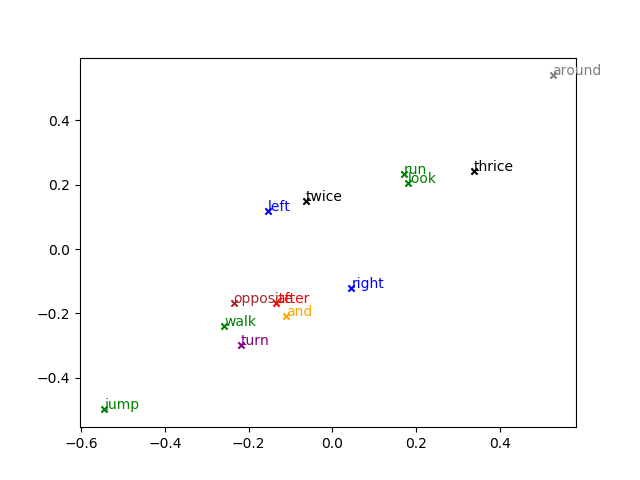 around
0.4
run
look
thrice
0.2
left
twice
0.0
right
−0.2
opposite
after
and
walk
turn
−0.4
jump
−0.6
−0.4
−0.2
0.0
0.2
0.4